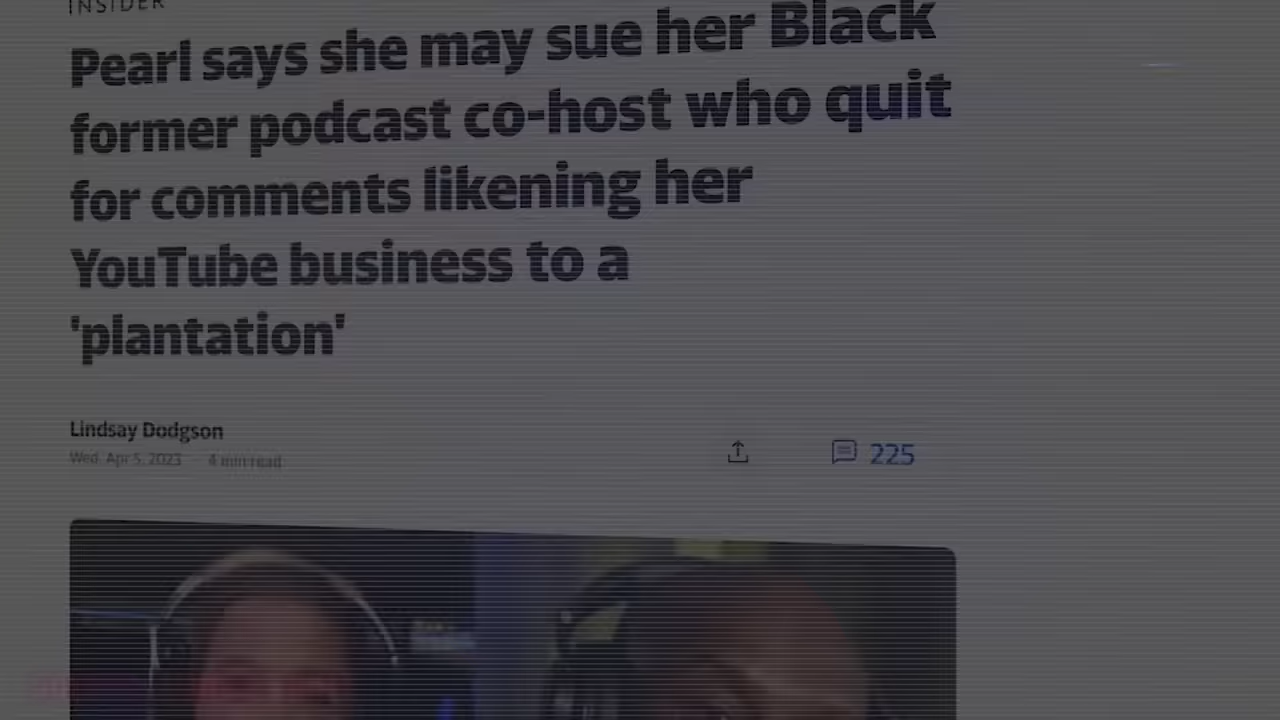 INSIDER
Pearl says she may sue her Black
former podcast co-host who quit
for comments likening her
YouTube business to a
'plantation'
Lindsay Dodgson
Wed, Apr 5, 2023 · 4 min read
225